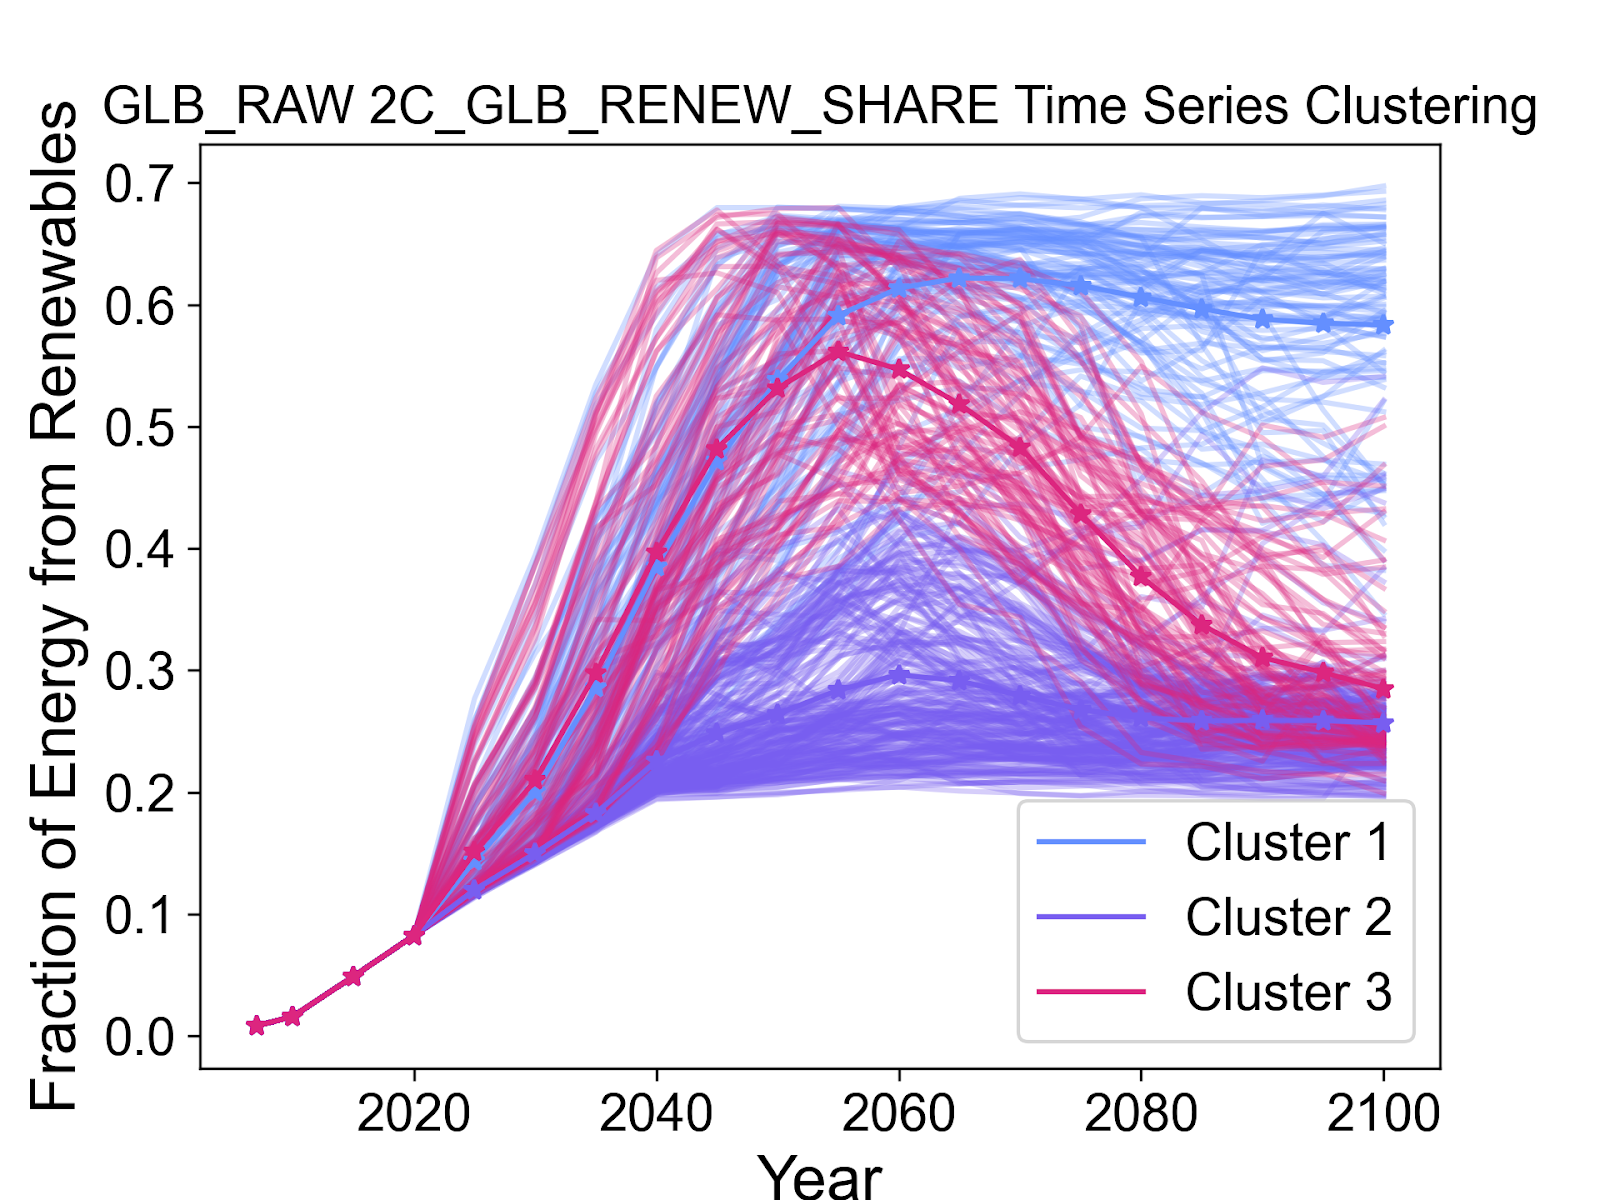 GLB_RAW 2C_GLB_RENEW_SHARE Time Series Clustering
Fraction of Energy from Renewables
0.7
0.6
0.5
0.4
0.3
0.2
0.1
0.0
Cluster 1
Cluster 2
Cluster 3
2020 2040 2060 2080 2100
Year